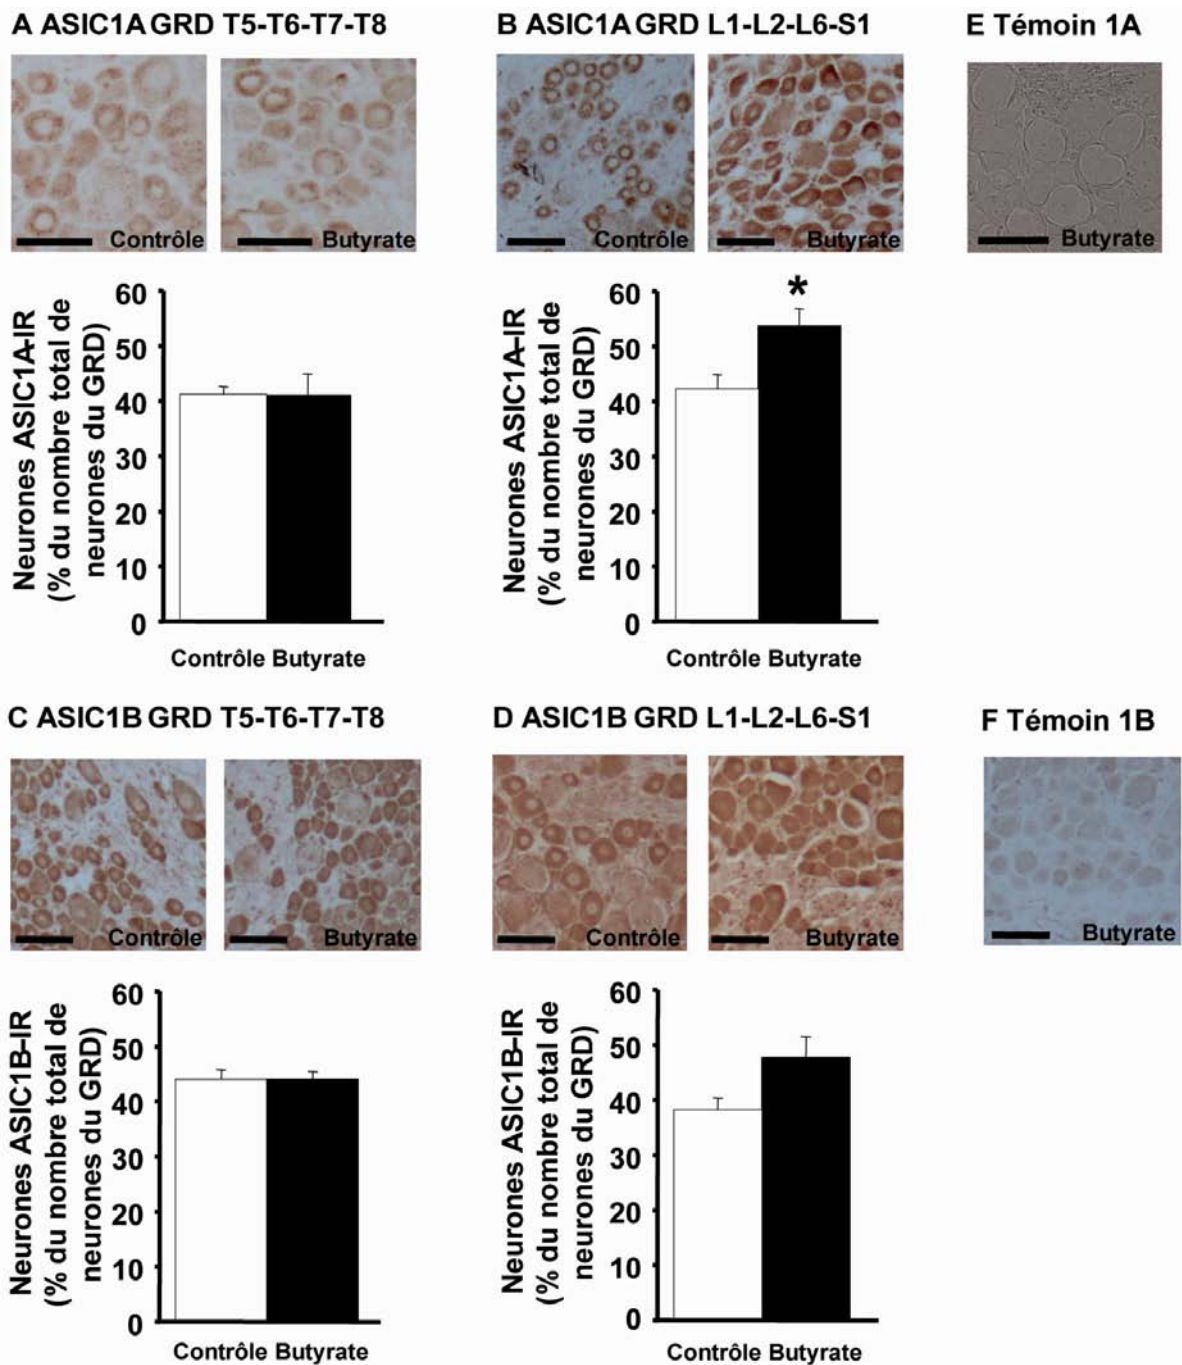 A ASIC1A GRD T5-T6-T7-T8
B ASIC1A GRD L1-L2-L6-S1
E Témoin 1A
Contrôle
Butyrate
Contrôle
Butyrate
Butyrate
Neurones ASIC1A-IR
(% du nombre total de
neurones du GRD)
60
50
40
30
20
10
0
Contrôle Butyrate
Neurones ASIC1A-IR
(% du nombre total de
neurones du GRD)
60
50
40
30
20
10
0
*
Contrôle Butyrate
C ASIC1B GRD T5-T6-T7-T8
D ASIC1B GRD L1-L2-L6-S1
F Témoin 1B
Contrôle
Butyrate
Contrôle
Butyrate
Butyrate
Neurones ASIC1B–IR
(% du nombre total de
neurones du GRD)
60
50
40
30
20
10
0
Contrôle Butyrate
Neurones ASIC1B–IR
(% du nombre total de
neurones du GRD)
60
50
40
30
20
10
0
Contrôle Butyrate